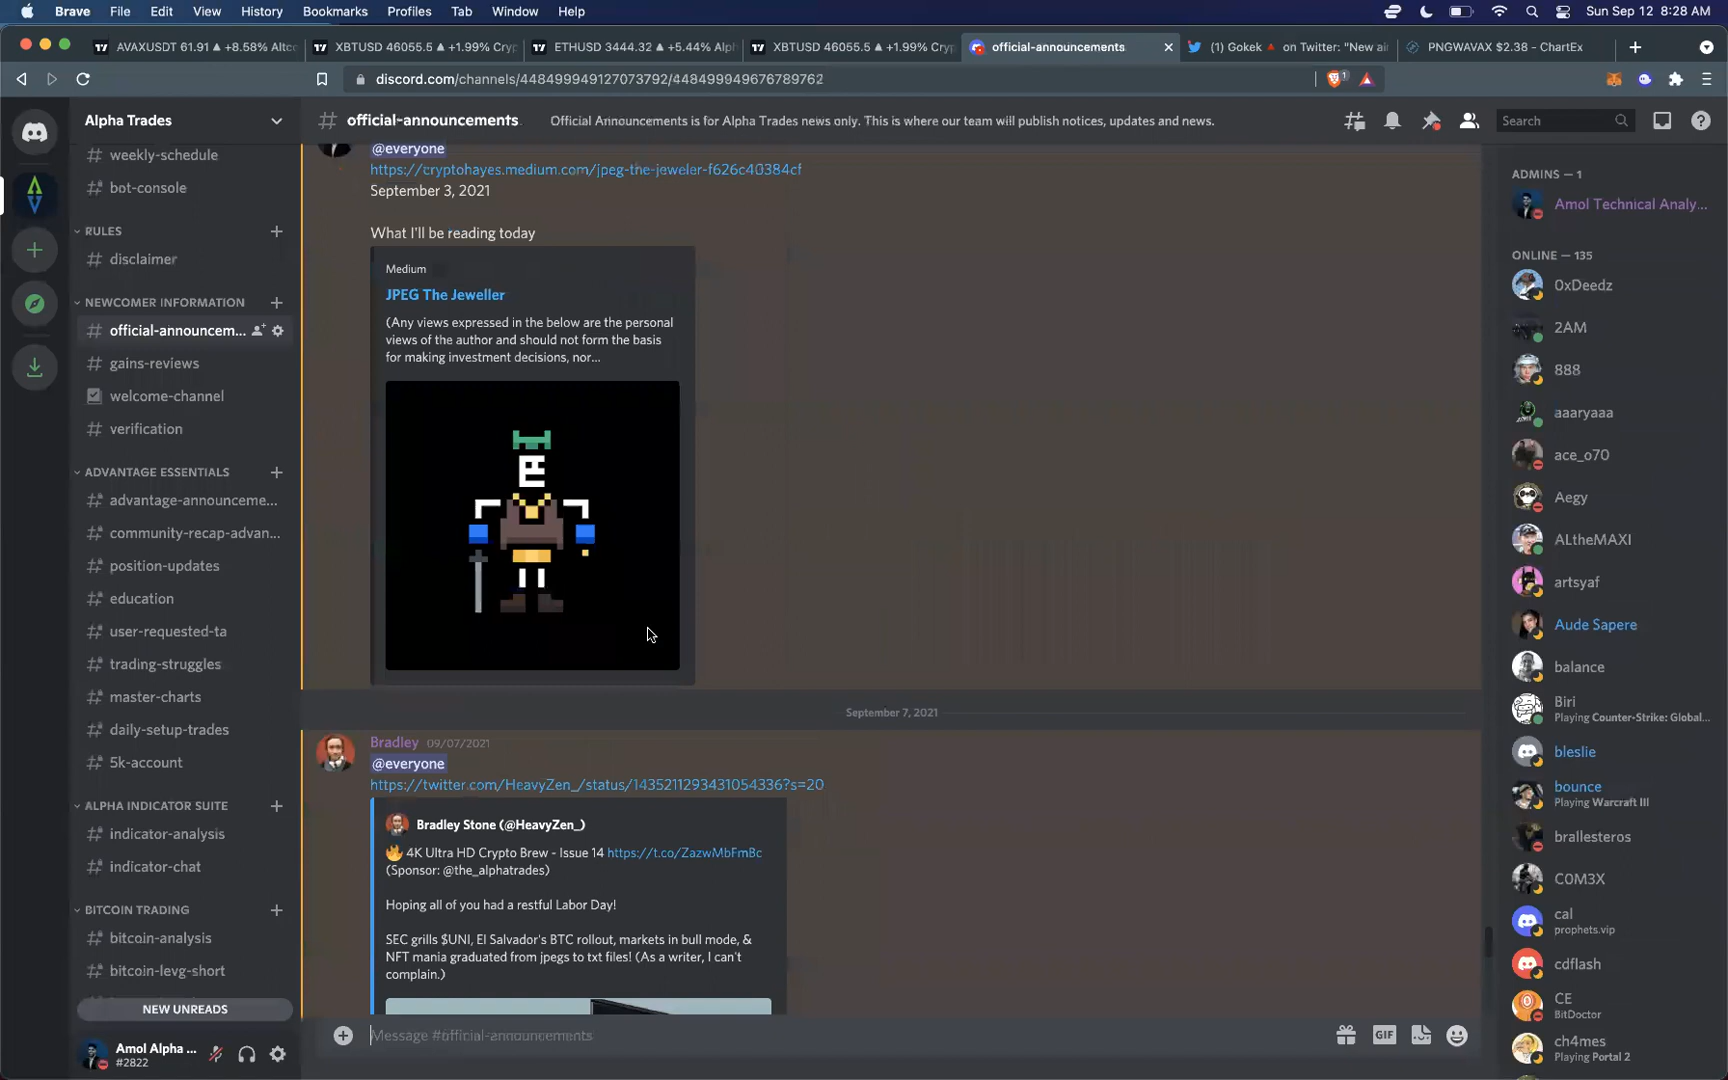 Brave File Edit View History Bookmarks Profiles Tab Window Help
Sun Sep 12 8:28 AM
AVAXUSDT 61.91 ▲ +8.58% Altc
XBTUSD 46055.5 ▲ +1.99% Cryp
ETHUSD 3444.32 ▲ +5.44% Alph
XBTUSD 46055.5 ▲ +1.99% Cryp
official-announcements
(1) Gokek🔺 on Twitter: "New ai
PNGWAVAX $2.38 - ChartEx
discord.com/channels/448499949127073792/448499949676789762
1
Alpha Trades
# official-announcements
Official Announcements is for Alpha Trades news only. This is where our team will publish notices, updates and news.
Search
weekly-schedule
bot-console
RULES
disclaimer
NEWCOMER INFORMATION
official-announcem...
gains-reviews
welcome-channel
verification
ADVANTAGE ESSENTIALS
advantage-announceme...
community-recap-advan...
position-updates
education
user-requested-ta
trading-struggles
master-charts
daily-setup-trades
5k-account
ALPHA INDICATOR SUITE
indicator-analysis
indicator-chat
BITCOIN TRADING
bitcoin-analysis
bitcoin-levg-short
NEW UNREADS
Amol Alpha ...
#2822
@everyone
https://cryptohayes.medium.com/jpeg-the-jeweler-f626c40384cf
September 3, 2021
What I'll be reading today
Medium
JPEG The Jeweller
(Any views expressed in the below are the personal
views of the author and should not form the basis
for making investment decisions, nor...
September 7, 2021
Bradley 09/07/2021
@everyone
https://twitter.com/HeavyZen_/status/1435211293431054336?s=20
Bradley Stone (@HeavyZen_)
🔥 4K Ultra HD Crypto Brew - Issue 14 https://t.co/ZazwMbFmBc
(Sponsor: @the_alphatrades)
Hoping all of you had a restful Labor Day!
SEC grills $UNI, El Salvador's BTC rollout, markets in bull mode, &
NFT mania graduated from jpegs to txt files! (As a writer, I can't
complain.)
Message #official-announcements
GIF
ADMINS — 1
Amol Technical Analy...
ONLINE — 135
0xDeedz
2AM
888
aaaryaaa
ace_o70
Aegy
ALtheMAXI
artsyaf
Aude Sapere
balance
Biri
Playing Counter-Strike: Global...
bleslie
bounce
Playing Warcraft III
brallesteros
C0M3X
cal
prophets.vip
cdflash
CE
BitDoctor
ch4mes
Playing Portal 2